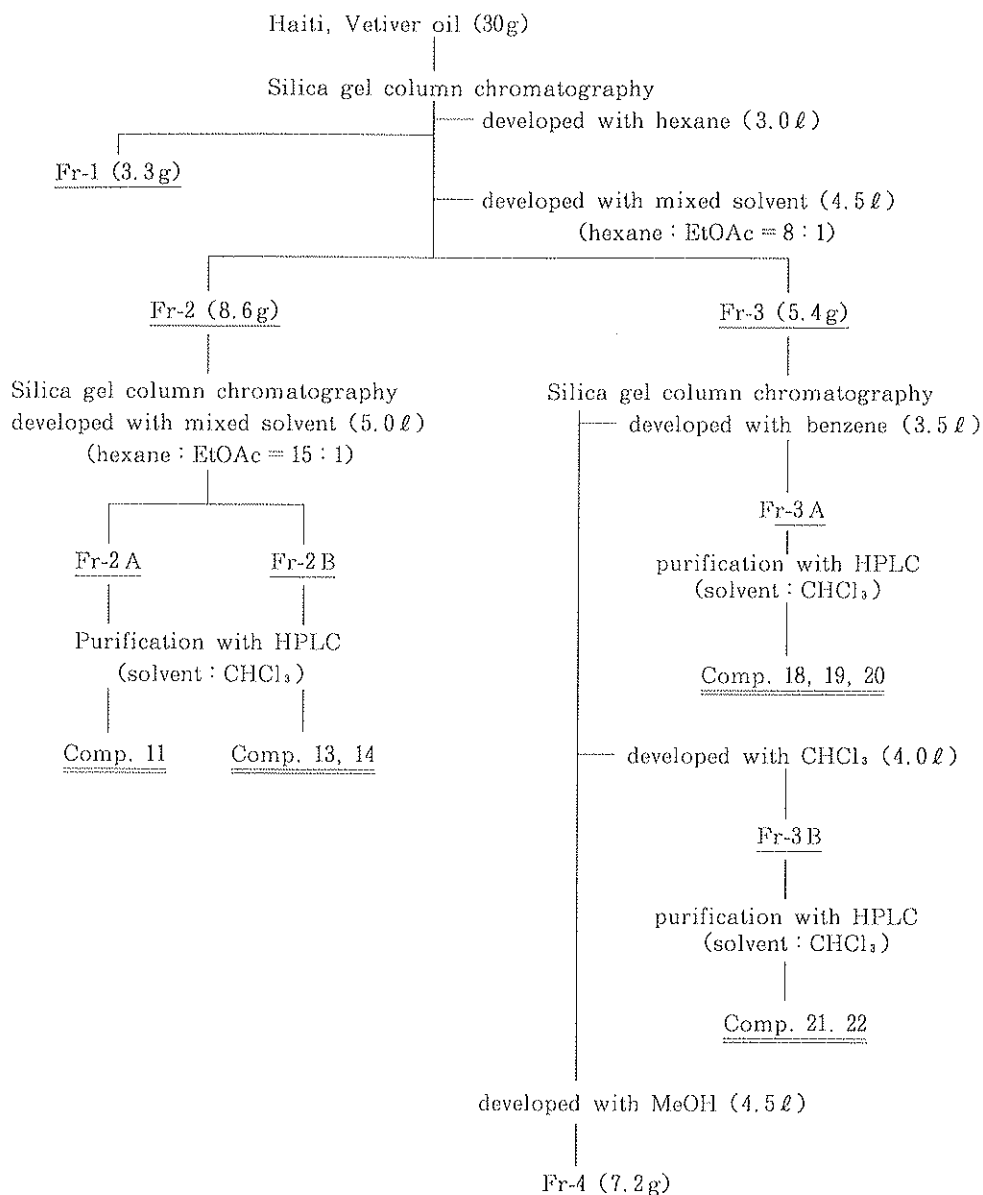 Haiti, Vetiver oil (30g)
Silica gel column chromatography
developed with hexane (3.0ℓ)
Fr-1 (3.3g)
developed with mixed solvent (4.5ℓ)
(hexane : EtOAc = 8 : 1)
Fr-2 (8.6g)
Fr-3 (5.4g)
Silica gel column chromatography
developed with mixed solvent (5.0ℓ)
(hexane : EtOAc = 15 : 1)
Fr-2A
Fr-2B
Purification with HPLC
(solvent : CHCl₃)
Comp. 11
Comp. 13, 14
Silica gel column chromatography
developed with benzene (3.5ℓ)
Fr-3A
purification with HPLC
(solvent : CHCl₃)
Comp. 18, 19, 20
developed with CHCl₃ (4.0ℓ)
Fr-3B
purification with HPLC
(solvent : CHCl₃)
Comp. 21. 22
developed with MeOH (4.5ℓ)
Fr-4 (7.2g)